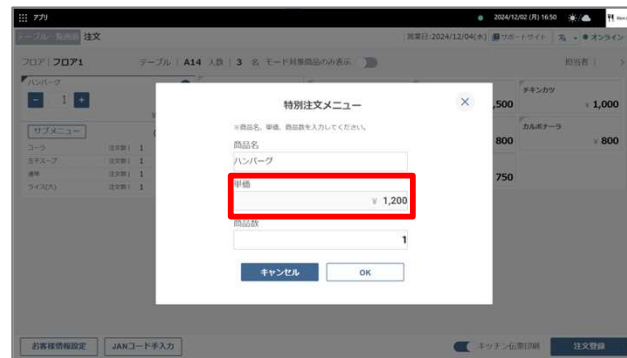 アプリ
2024/12/02 (月) 16:50
テーブル一覧画面 注文
営業日:2024/12/04(水)
サポートサイト
オンライン
フロア フロア1
テーブル A14 人数 3 名 モード対象商品のみ表示
担当者
ハンバーグ
- 1 +
サブメニュー
コーラ 注文数 1
玉子スープ 注文数 1
注文数 1
ライス(大) 注文数 1
特別注文メニュー
※商品名、単価、商品数を入力してください。
商品名
ハンバーグ
単価
¥ 1,200
商品数
1
キャンセル
OK
,500
800
750
チキンカツ
¥ 1,000
カルボナーラ
¥ 800
お客様情報設定
JANコード手入力
キッチン伝票印刷
注文登録